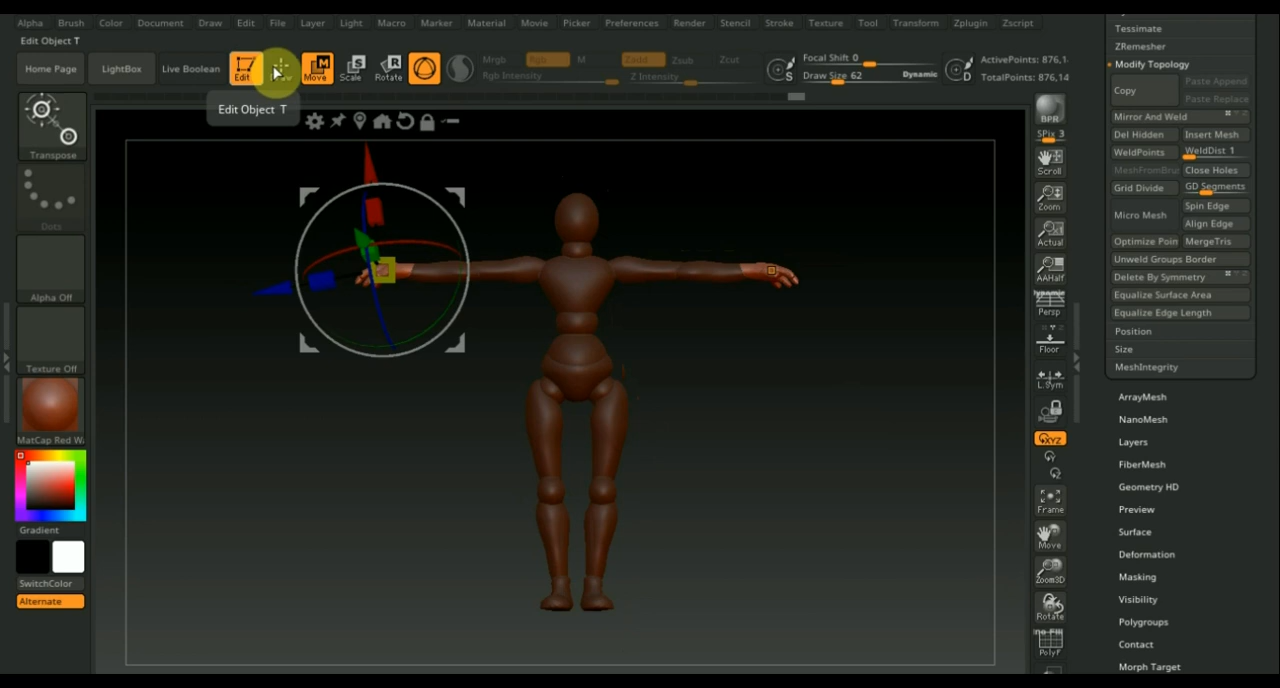 Alpha Brush Color Document Draw Edit File Layer Light Macro Marker Material Movie Picker Preferences Render Stencil Stroke Texture Tool Transform Zplugin Zscript
Edit Object T
Home Page
LightBox
Live Boolean
Edit
Move
Scale
Rotate
Mrgb Rgb M
Rgb Intensity
Zadd Zsub Zcut
Z Intensity
S
Focal Shift 0
Draw Size 62
Dynamic
D
ActivePoints: 876,1
TotalPoints: 876,14
Edit Object T
Transpose
Dots
Alpha Off
Texture Off
MatCap Red W
Gradient
SwitchColor
Alternate
BPR
SPix 3
Scroll
Zoom
Actual
AAHalf
Dynamic
Persp
Floor
L.Sym
XYZ
Y
Z
Frame
Move
Zoom3D
Rotate
PolyF
Tessimate
ZRemesher
Modify Topology
Copy
Paste Append
Paste Replace
Mirror And Weld
Del Hidden Insert Mesh
WeldPoints WeldDist 1
MeshFromBru Close Holes
Grid Divide GD Segments
Micro Mesh
Spin Edge
Align Edge
Optimize Poin MergeTris
Unweld Groups Border
Delete By Symmetry
Equalize Surface Area
Equalize Edge Length
Position
Size
MeshIntegrity
ArrayMesh
NanoMesh
Layers
FiberMesh
Geometry HD
Preview
Surface
Deformation
Masking
Visibility
Polygroups
Contact
Morph Target